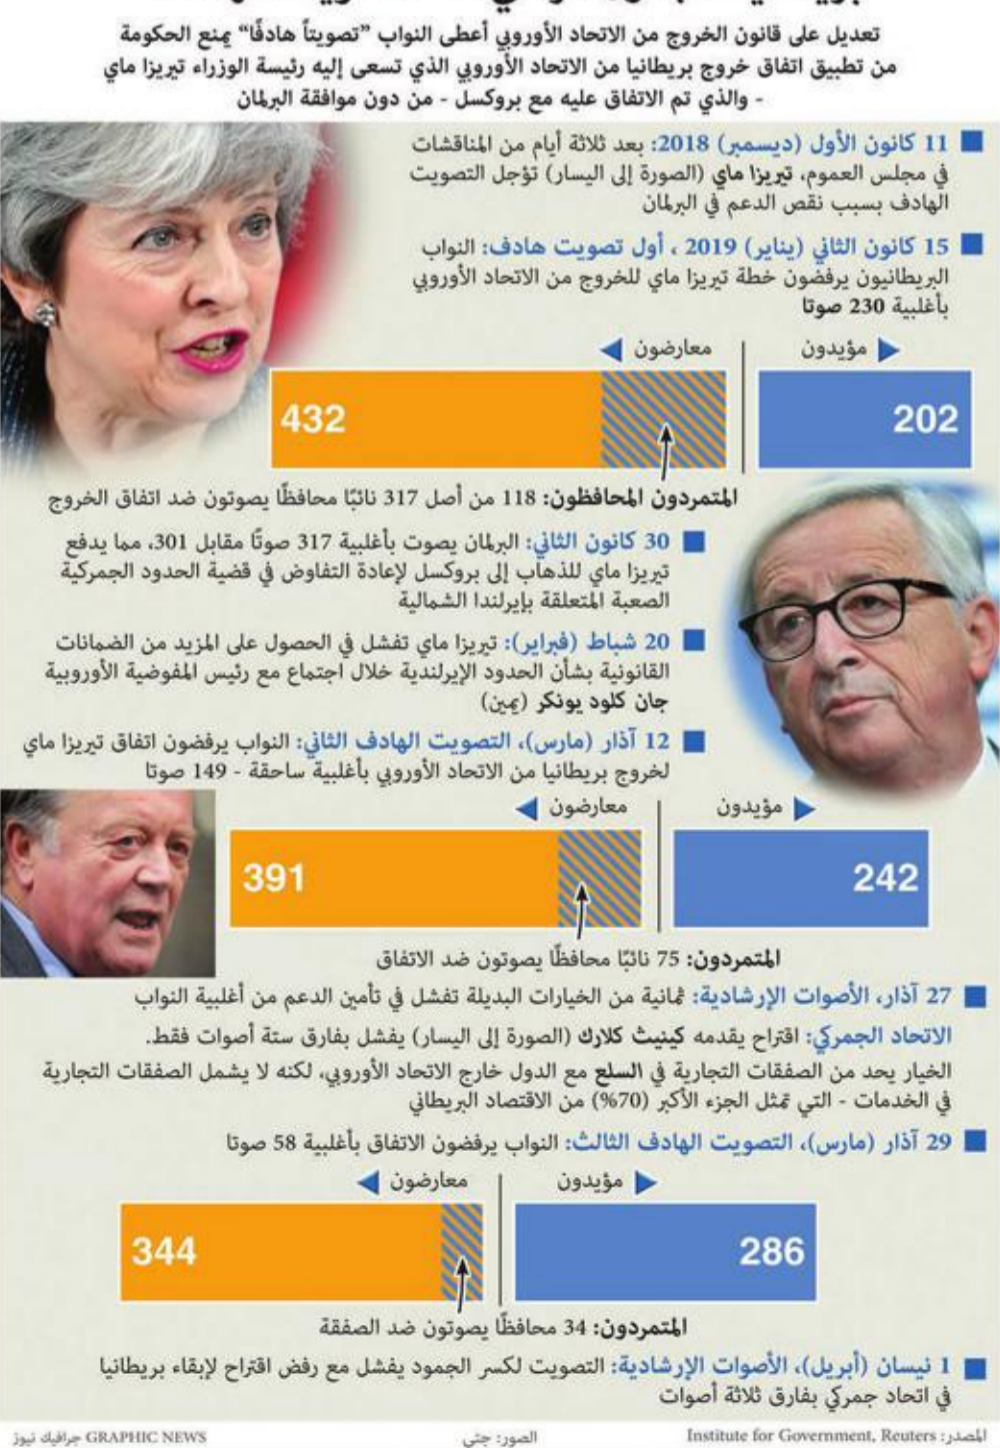 تعديل على قانون الخروج من الاتحاد الأوروبي أعطى النواب "تصويتاً هادفًا" يمنع الحكومة
من تطبيق اتفاق خروج بريطانيا من الاتحاد الأوروبي الذي تسعى إليه رئيسة الوزراء تيريزا ماي
- والذي تم الاتفاق عليه مع بروكسل - من دون موافقة البرلمان
11 كانون الأول (ديسمبر) 2018: بعد ثلاثة أيام من المناقشات
في مجلس العموم، تيريزا ماي (الصورة إلى اليسار) تؤجل التصويت
الهادف بسبب نقص الدعم في البرلمان
15 كانون الثاني (يناير) 2019 ، أول تصويت هادف: النواب
البريطانيون يرفضون خطة تيريزا ماي للخروج من الاتحاد الأوروبي
بأغلبية 230 صوتا
مؤيدون
معارضون
202
432
المتمردون المحافظون: 118 من أصل 317 نائبًا محافظًا يصوتون ضد اتفاق الخروج
30 كانون الثاني: البرلمان يصوت بأغلبية 317 صوتًا مقابل 301، مما يدفع
تيريزا ماي للذهاب إلى بروكسل لإعادة التفاوض في قضية الحدود الجمركية
الصعبة المتعلقة بإيرلندا الشمالية
20 شباط (فبراير): تيريزا ماي تفشل في الحصول على المزيد من الضمانات
القانونية بشأن الحدود الإيرلندية خلال اجتماع مع رئيس المفوضية الأوروبية
جان كلود يونكر (يمين)
12 آذار (مارس)، التصويت الهادف الثاني: النواب يرفضون اتفاق تيريزا ماي
لخروج بريطانيا من الاتحاد الأوروبي بأغلبية ساحقة - 149 صوتا
مؤيدون
معارضون
242
391
المتمردون: 75 نائبًا محافظًا يصوتون ضد الاتفاق
27 آذار، الأصوات الإرشادية: ثمانية من الخيارات البديلة تفشل في تأمين الدعم من أغلبية النواب
الاتحاد الجمركي: اقتراح يقدمه كينيث كلارك (الصورة إلى اليسار) يفشل بفارق ستة أصوات فقط.
الخيار يحد من الصفقات التجارية في السلع مع الدول خارج الاتحاد الأوروبي، لكنه لا يشمل الصفقات التجارية
في الخدمات - التي تمثل الجزء الأكبر (70%) من الاقتصاد البريطاني
29 آذار (مارس)، التصويت الهادف الثالث: النواب يرفضون الاتفاق بأغلبية 58 صوتا
مؤيدون
معارضون
286
344
المتمردون: 34 محافظًا يصوتون ضد الصفقة
1 نيسان (أبريل)، الأصوات الإرشادية: التصويت لكسر الجمود يفشل مع رفض اقتراح لإبقاء بريطانيا
في اتحاد جمركي بفارق ثلاثة أصوات
المصدر: Institute for Government, Reuters
الصور: جتي
GRAPHIC NEWS جرافيك نيوز